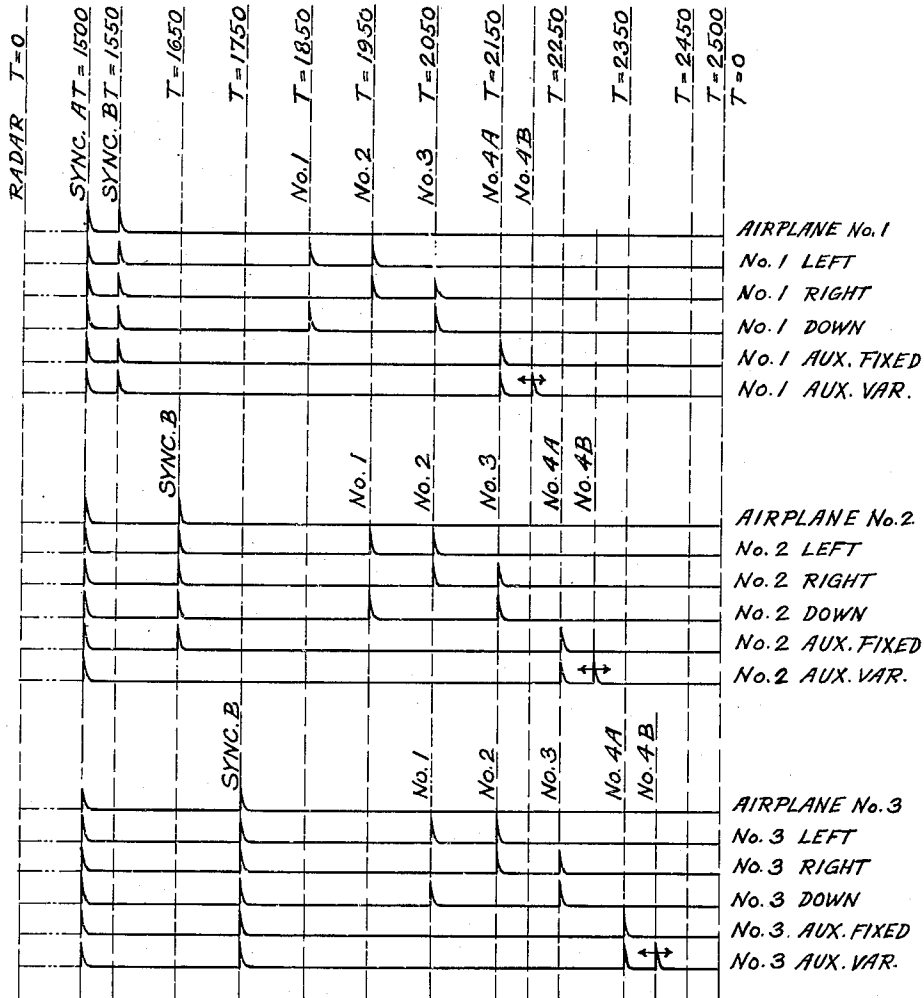 RADAR T=0
SYNC. A T=1500
SYNC. B T=1550
T=1650
T=1750
No.1 T=1850
No.2 T=1950
No.3 T=2050
No.4A T=2150
No.4B
T=2250
T=2350
T=2450
T=2500
T=0
AIRPLANE No.1
No.1 LEFT
No.1 RIGHT
No.1 DOWN
No.1 AUX. FIXED
No.1 AUX. VAR.
SYNC. B
No.1
No.2
No.3
No.4A
No.4B
AIRPLANE No.2
No.2 LEFT
No.2 RIGHT
No.2 DOWN
No.2 AUX. FIXED
No.2 AUX. VAR.
SYNC. B
No.1
No.2
No.3
No.4A
No.4B
AIRPLANE No.3
No.3 LEFT
No.3 RIGHT
No.3 DOWN
No.3. AUX. FIXED
No.3 AUX. VAR.